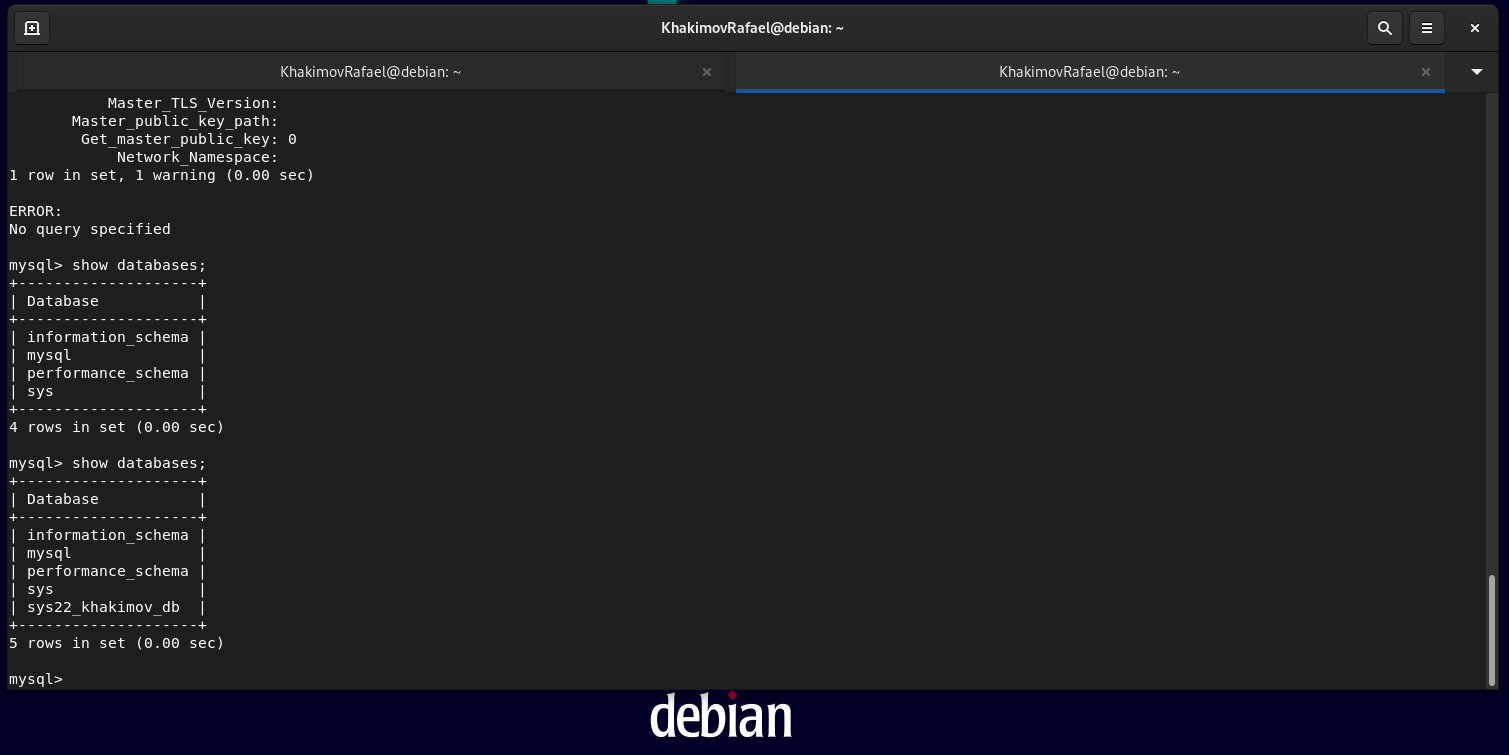 KhakimovRafael@debian: ~
KhakimovRafael@debian: ~
KhakimovRafael@debian: ~
           Master_TLS_Version:
       Master_public_key_path:
        Get_master_public_key: 0
            Network_Namespace:
1 row in set, 1 warning (0.00 sec)

ERROR:
No query specified

mysql> show databases;
+--------------------+
| Database           |
+--------------------+
| information_schema |
| mysql              |
| performance_schema |
| sys                |
+--------------------+
4 rows in set (0.00 sec)

mysql> show databases;
+--------------------+
| Database           |
+--------------------+
| information_schema |
| mysql              |
| performance_schema |
| sys                |
| sys22_khakimov_db  |
+--------------------+
5 rows in set (0.00 sec)

mysql>
debian